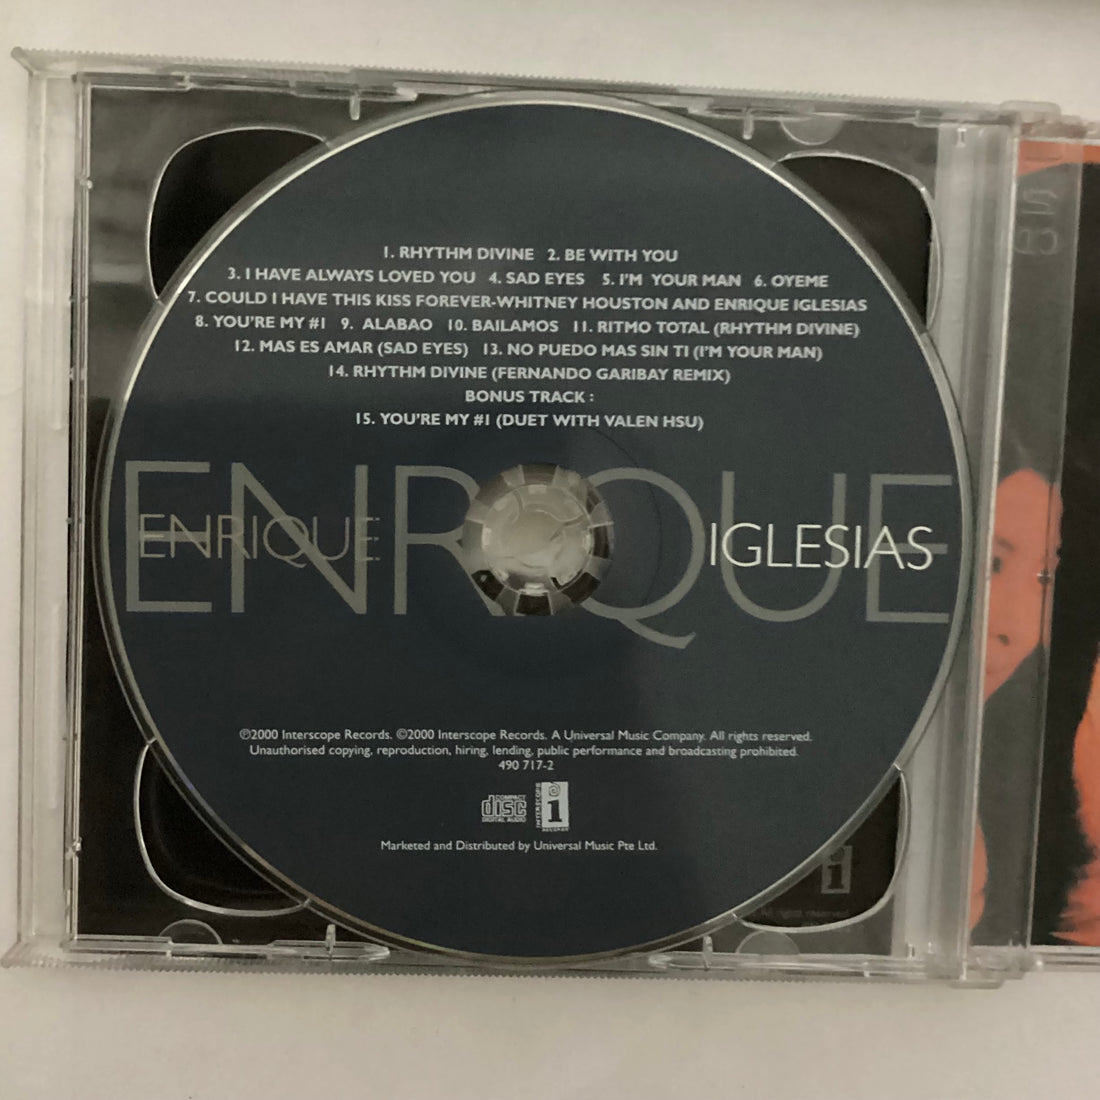 1. RHYTHM DIVINE 2. BE WITH YOU
3. I HAVE ALWAYS LOVED YOU 4. SAD EYES 5. I'M YOUR MAN 6. OYEME
7. COULD I HAVE THIS KISS FOREVER-WHITNEY HOUSTON AND ENRIQUE IGLESIAS
8. YOU'RE MY #1 9. ALABAO 10. BAILAMOS 11. RITMO TOTAL (RHYTHM DIVINE)
12. MAS ES AMAR (SAD EYES) 13. NO PUEDO MAS SIN TI (I'M YOUR MAN)
14. RHYTHM DIVINE (FERNANDO GARIBAY REMIX)
BONUS TRACK :
15. YOU'RE MY #1 (DUET WITH VALEN HSU)
ENRIQUE
ENRIQUE IGLESIAS
℗2000 Interscope Records. ©2000 Interscope Records. A Universal Music Company. All rights reserved.
Unauthorised copying, reproduction, hiring, lending, public performance and broadcasting prohibited.
490 717-2
COMPACT
disc
DIGITAL AUDIO
INTERSCOPE
i
RECORDS
Marketed and Distributed by Universal Music Pte Ltd.
i
All rights reserved